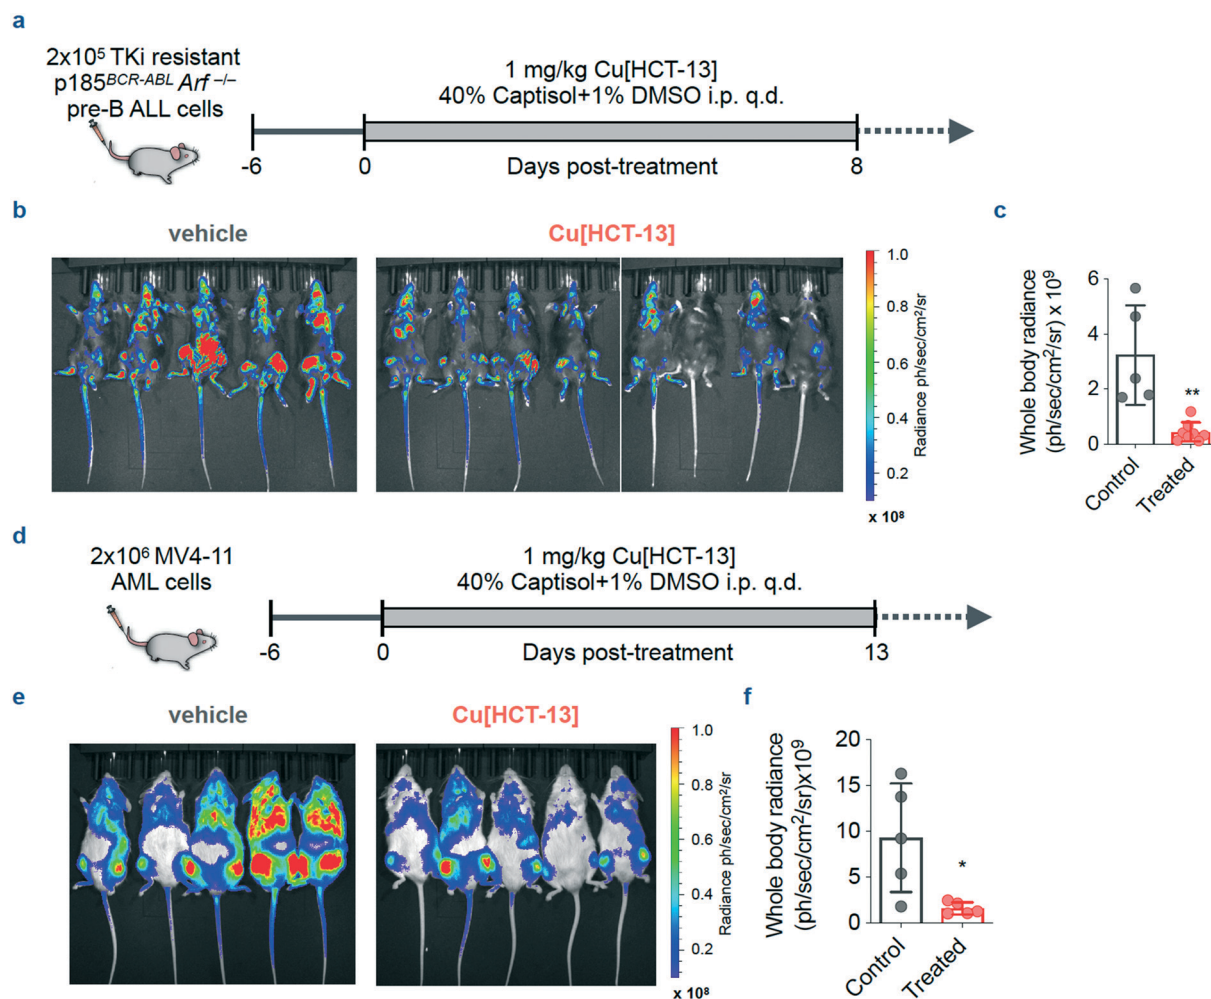 a
2x10⁵ TKi resistant
p185ᴮᶜᴿ⁻ᴬᴮᴸ Arf ⁻/⁻
pre-B ALL cells
1 mg/kg Cu[HCT-13]
40% Captisol+1% DMSO i.p. q.d.
-6
0
Days post-treatment
8
b
vehicle
Cu[HCT-13]
1.0
0.8
0.6
0.4
0.2
x 10⁸
Radiance ph/sec/cm²/sr
c
Whole body radiance
(ph/sec/cm²/sr) x 10⁹
6
4
2
0
**
Control
Treated
d
2x10⁶ MV4-11
AML cells
1 mg/kg Cu[HCT-13]
40% Captisol+1% DMSO i.p. q.d.
-6
0
Days post-treatment
13
e
vehicle
Cu[HCT-13]
1.0
0.8
0.6
0.4
0.2
x 10⁸
Radiance ph/sec/cm²/sr
f
Whole body radiance
(ph/sec/cm²/sr)x10⁹
20
15
10
5
0
*
Control
Treated